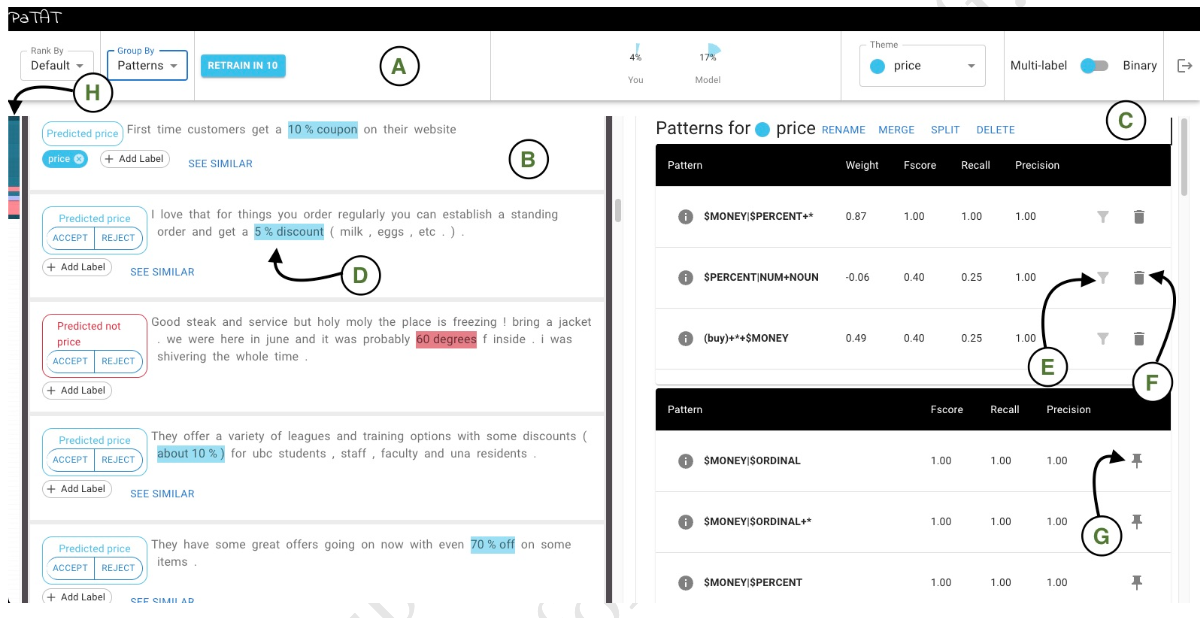 PaTAT
Rank By
Default
Group By
Patterns
RETRAIN IN 10
A
4%
You
17%
Model
Theme
price
Multi-label
Binary
H
Predicted price
First time customers get a 10 % coupon on their website
price
+ Add Label
SEE SIMILAR
B
Predicted price
ACCEPT
REJECT
I love that for things you order regularly you can establish a standing
order and get a 5 % discount ( milk , eggs , etc . ) .
+ Add Label
SEE SIMILAR
D
Predicted not
price
ACCEPT
REJECT
Good steak and service but holy moly the place is freezing ! bring a jacket
. we were here in june and it was probably 60 degrees f inside . i was
shivering the whole time .
+ Add Label
Predicted price
ACCEPT
REJECT
They offer a variety of leagues and training options with some discounts (
about 10 % ) for ubc students , staff , faculty and una residents .
+ Add Label
SEE SIMILAR
Predicted price
ACCEPT
REJECT
They have some great offers going on now with even 70 % off on some
items .
+ Add Label
SEE SIMILAR
Patterns for price RENAME MERGE SPLIT DELETE
C
Pattern Weight Fscore Recall Precision
$MONEY|$PERCENT+* 0.87 1.00 1.00 1.00
$PERCENT|NUM+NOUN -0.06 0.40 0.25 1.00
(buy)+*+$MONEY 0.49 0.40 0.25 1.00
E
F
Pattern Fscore Recall Precision
$MONEY|$ORDINAL 1.00 1.00 1.00
$MONEY|$ORDINAL+* 1.00 1.00 1.00
G
$MONEY|$PERCENT 1.00 1.00 1.00